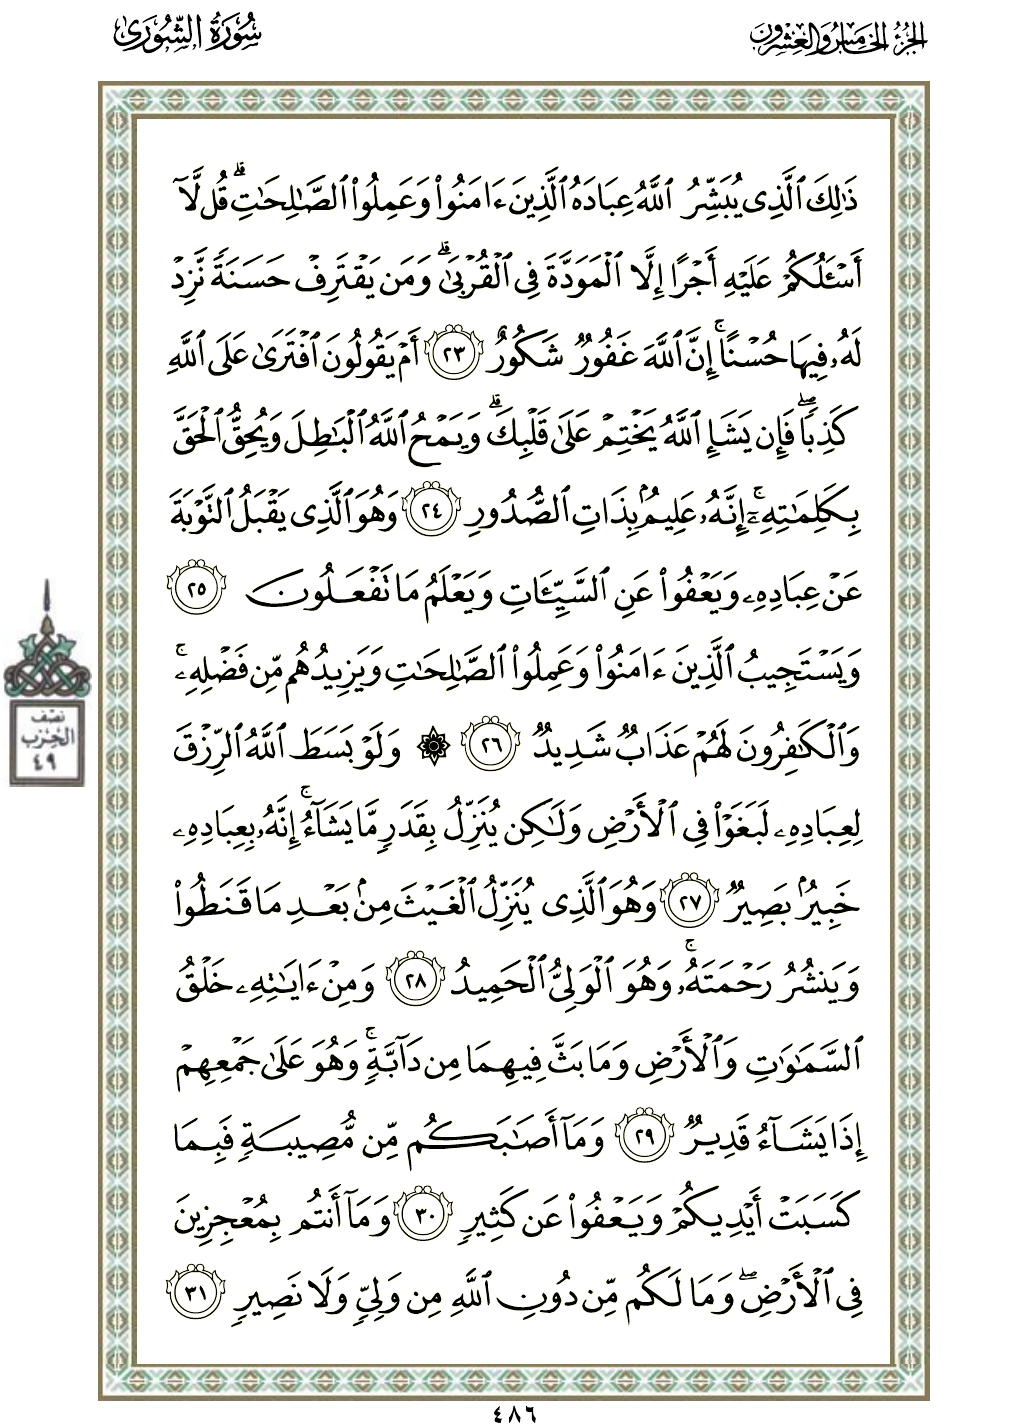 الجزء الخامس والعشرون
سورة الشورى
ذَٰلِكَ ٱلَّذِى يُبَشِّرُ ٱللَّهُ عِبَادَهُ ٱلَّذِينَ ءَامَنُوا۟ وَعَمِلُوا۟ ٱلصَّـٰلِحَـٰتِ ۗ قُل لَّآ
أَسْـَٔلُكُمْ عَلَيْهِ أَجْرًا إِلَّا ٱلْمَوَدَّةَ فِى ٱلْقُرْبَىٰ ۗ وَمَن يَقْتَرِفْ حَسَنَةً نَّزِدْ
لَهُۥ فِيهَا حُسْنًا ۚ إِنَّ ٱللَّهَ غَفُورٌ شَكُورٌ ٢٣ أَمْ يَقُولُونَ ٱفْتَرَىٰ عَلَى ٱللَّهِ
كَذِبًا ۖ فَإِن يَشَإِ ٱللَّهُ يَخْتِمْ عَلَىٰ قَلْبِكَ ۗ وَيَمْحُ ٱللَّهُ ٱلْبَـٰطِلَ وَيُحِقُّ ٱلْحَقَّ
بِكَلِمَـٰتِهِۦٓ ۚ إِنَّهُۥ عَلِيمٌۢ بِذَاتِ ٱلصُّدُورِ ٢٤ وَهُوَ ٱلَّذِى يَقْبَلُ ٱلتَّوْبَةَ
عَنْ عِبَادِهِۦ وَيَعْفُوا۟ عَنِ ٱلسَّيِّـَٔاتِ وَيَعْلَمُ مَا تَفْعَلُونَ ٢٥
وَيَسْتَجِيبُ ٱلَّذِينَ ءَامَنُوا۟ وَعَمِلُوا۟ ٱلصَّـٰلِحَـٰتِ وَيَزِيدُهُم مِّن فَضْلِهِۦ ۚ
وَٱلْكَـٰفِرُونَ لَهُمْ عَذَابٌ شَدِيدٌ ٢٦ ۞ وَلَوْ بَسَطَ ٱللَّهُ ٱلرِّزْقَ
نصف
الحزب
٤٩
لِعِبَادِهِۦ لَبَغَوْا۟ فِى ٱلْأَرْضِ وَلَـٰكِن يُنَزِّلُ بِقَدَرٍ مَّا يَشَآءُ ۚ إِنَّهُۥ بِعِبَادِهِۦ
خَبِيرٌۢ بَصِيرٌ ٢٧ وَهُوَ ٱلَّذِى يُنَزِّلُ ٱلْغَيْثَ مِنۢ بَعْدِ مَا قَنَطُوا۟
وَيَنشُرُ رَحْمَتَهُۥ ۚ وَهُوَ ٱلْوَلِىُّ ٱلْحَمِيدُ ٢٨ وَمِنْ ءَايَـٰتِهِۦ خَلْقُ
ٱلسَّمَـٰوَٰتِ وَٱلْأَرْضِ وَمَا بَثَّ فِيهِمَا مِن دَآبَّةٍ ۚ وَهُوَ عَلَىٰ جَمْعِهِمْ
إِذَا يَشَآءُ قَدِيرٌ ٢٩ وَمَآ أَصَـٰبَكُم مِّن مُّصِيبَةٍ فَبِمَا
كَسَبَتْ أَيْدِيكُمْ وَيَعْفُوا۟ عَن كَثِيرٍ ٣٠ وَمَآ أَنتُم بِمُعْجِزِينَ
فِى ٱلْأَرْضِ ۖ وَمَا لَكُم مِّن دُونِ ٱللَّهِ مِن وَلِىٍّ وَلَا نَصِيرٍ ٣١
٤٨٦